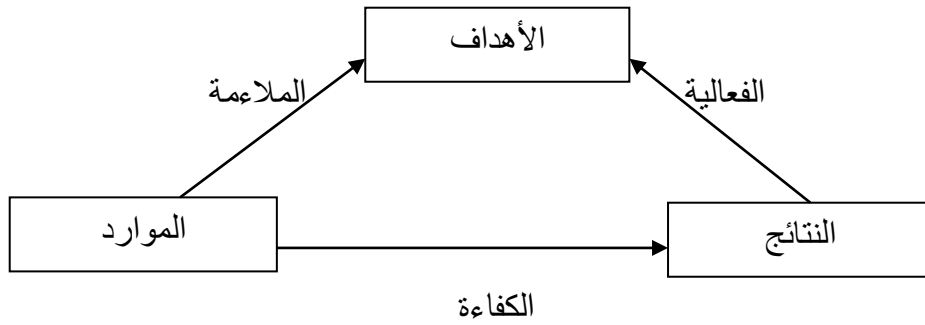 الأهداف
الفعالية
الملاءمة
الموارد
النتائج
الكفاءة